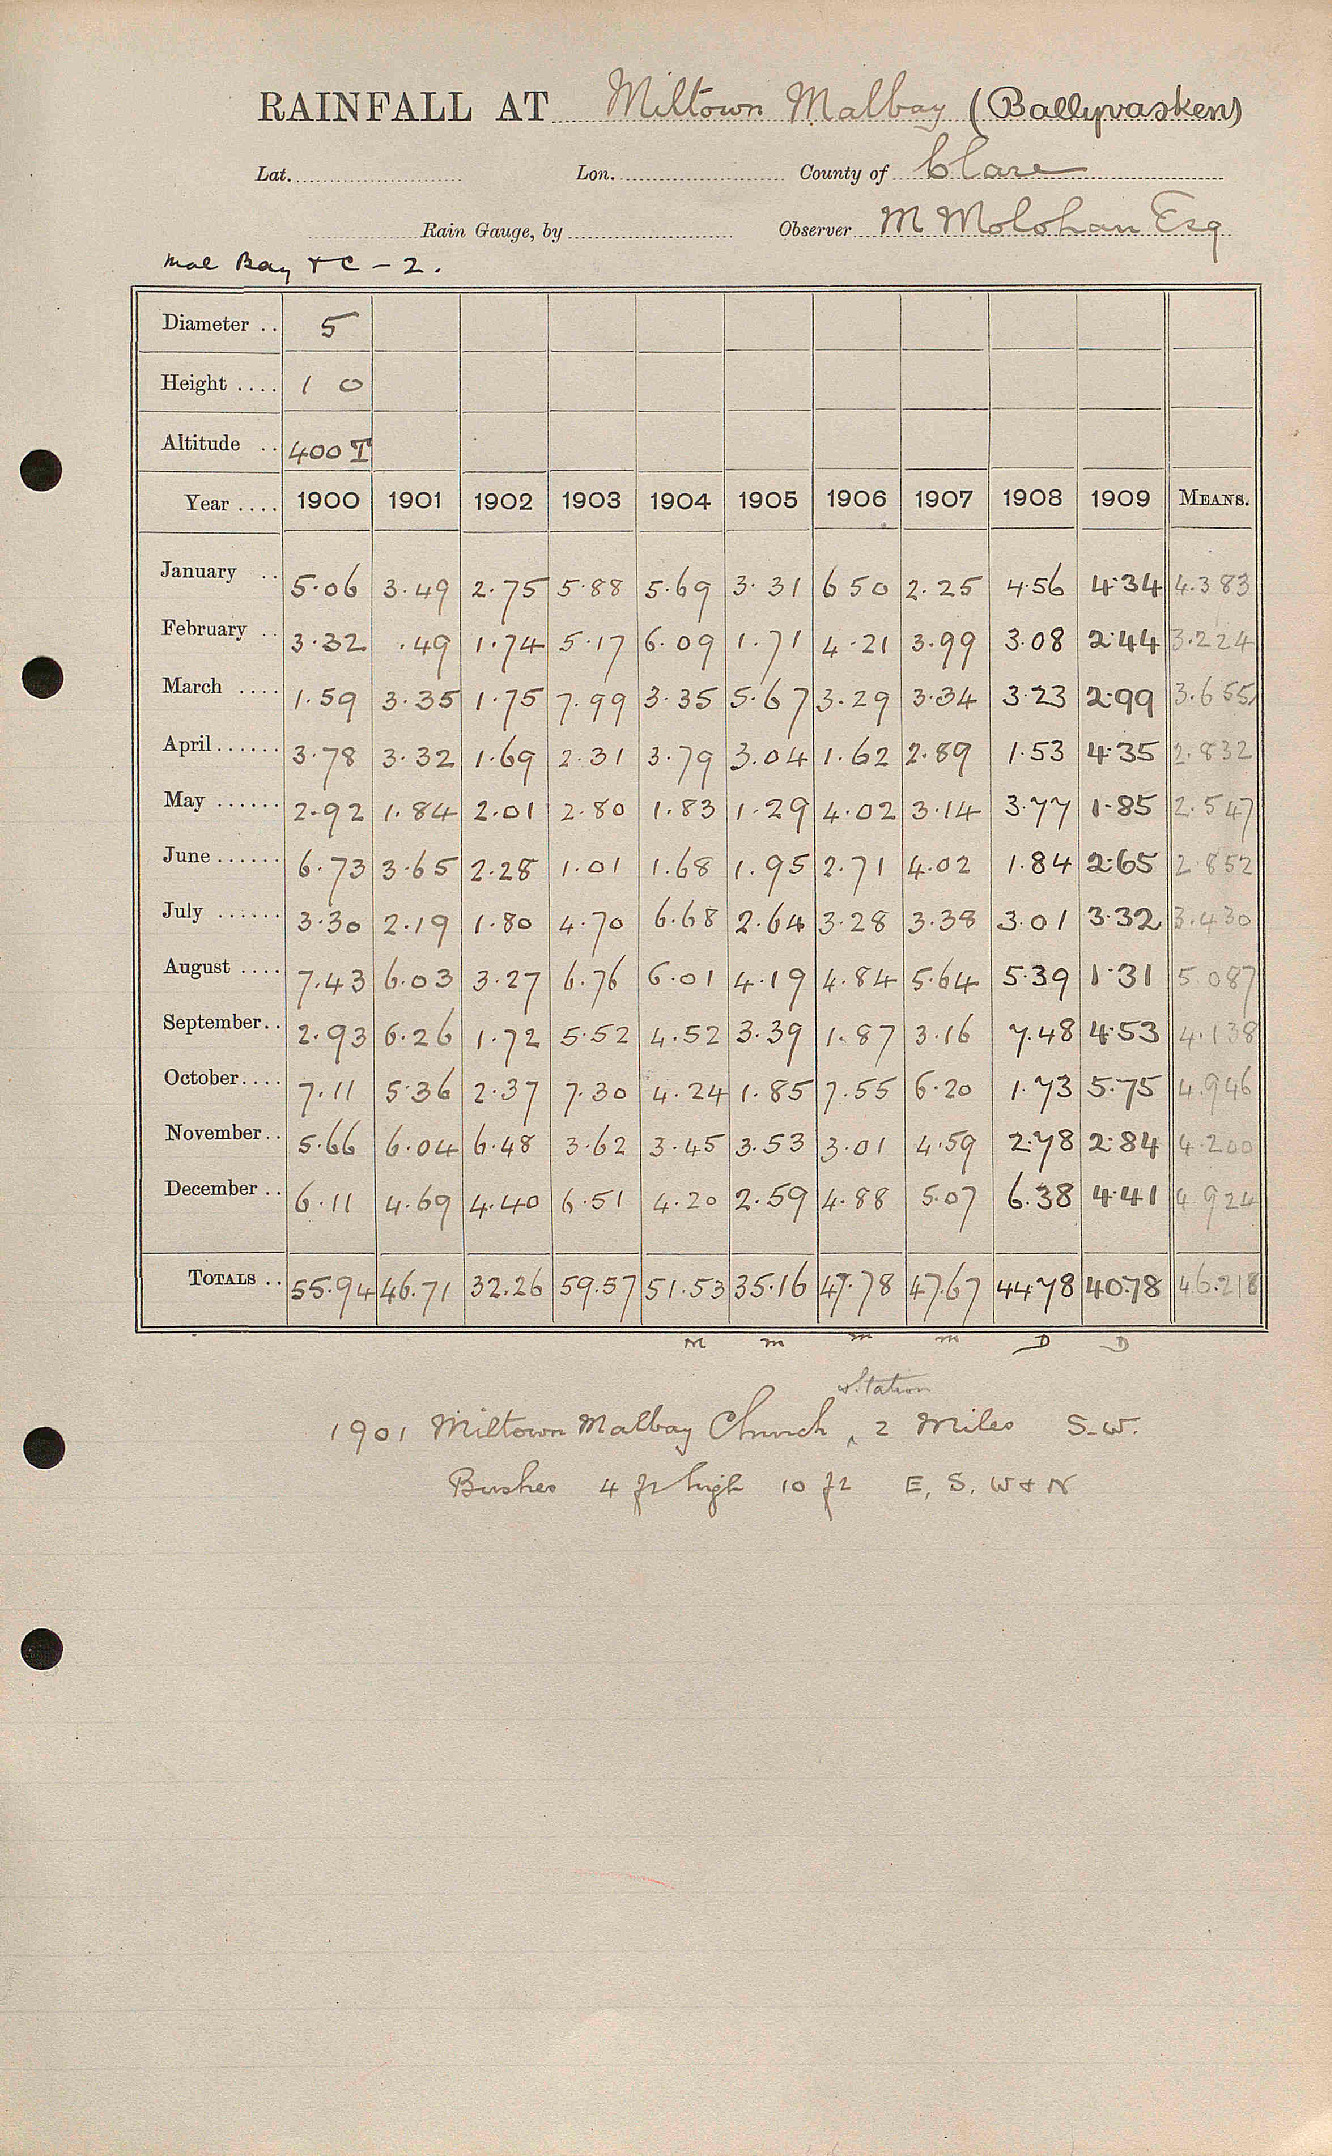 RAINFALL AT Miltown Malbay (Ballyvasken)
Lat. Lon. County of Clare
Rain Gauge, by Observer M Molohan Esq
Mal Bay + C - 2.
Diameter .. 5
Height .... 1 0
Altitude .. 400 T
Year .... 1900 1901 1902 1903 1904 1905 1906 1907 1908 1909 MEANS.
January .. 5.06 3.49 2.75 5.88 5.69 3.31 6 50 2.25 4.56 4.34 4.383
February .. 3.32 .49 1.74 5.17 6.09 1.71 4.21 3.99 3.08 2.44 3.224
March .... 1.59 3.35 1.75 7.99 3.35 5.67 3.29 3.34 3.23 2.99 3.655
April...... 3.78 3.32 1.69 2.31 3.79 3.04 1.62 2.89 1.53 4.35 2.832
May ...... 2.92 1.84 2.01 2.80 1.83 1.29 4.02 3.14 3.77 1.85 2.547
June ...... 6.73 3.65 2.28 1.01 1.68 1.95 2.71 4.02 1.84 2.65 2.852
July ...... 3.30 2.19 1.80 4.70 6.68 2.64 3.28 3.38 3.01 3.32 3.430
August .... 7.43 6.03 3.27 6.76 6.01 4.19 4.84 5.64 5.39 1.31 5.087
September.. 2.93 6.26 1.72 5.52 4.52 3.39 1.87 3.16 7.48 4.53 4.138
October.... 7.11 5.36 2.37 7.30 4.24 1.85 7.55 6.20 1.73 5.75 4.946
November.. 5.66 6.04 6.48 3.62 3.45 3.53 3.01 4.59 2.78 2.84 4.200
December .. 6.11 4.69 4.40 6.51 4.20 2.59 4.88 5.07 6.38 4.41 4.924
TOTALS .. 55.94 46.71 32.26 59.57 51.53 35.16 47.78 47.67 44.78 40.78 46.218
M m m m D D
station
1901 Miltown Malbay Church ^ 2 Miles S.W.
Bushes 4 ft high 10 ft E, S, W + N